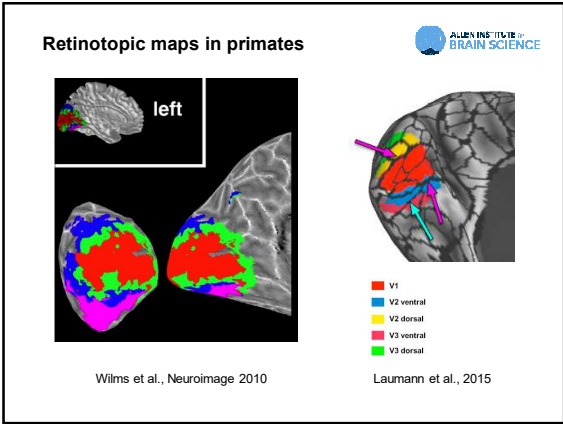 Retinotopic maps in primates
ALLEN INSTITUTE for
BRAIN SCIENCE
left
V1
V2 ventral
V2 dorsal
V3 ventral
V3 dorsal
Wilms et al., Neuroimage 2010
Laumann et al., 2015